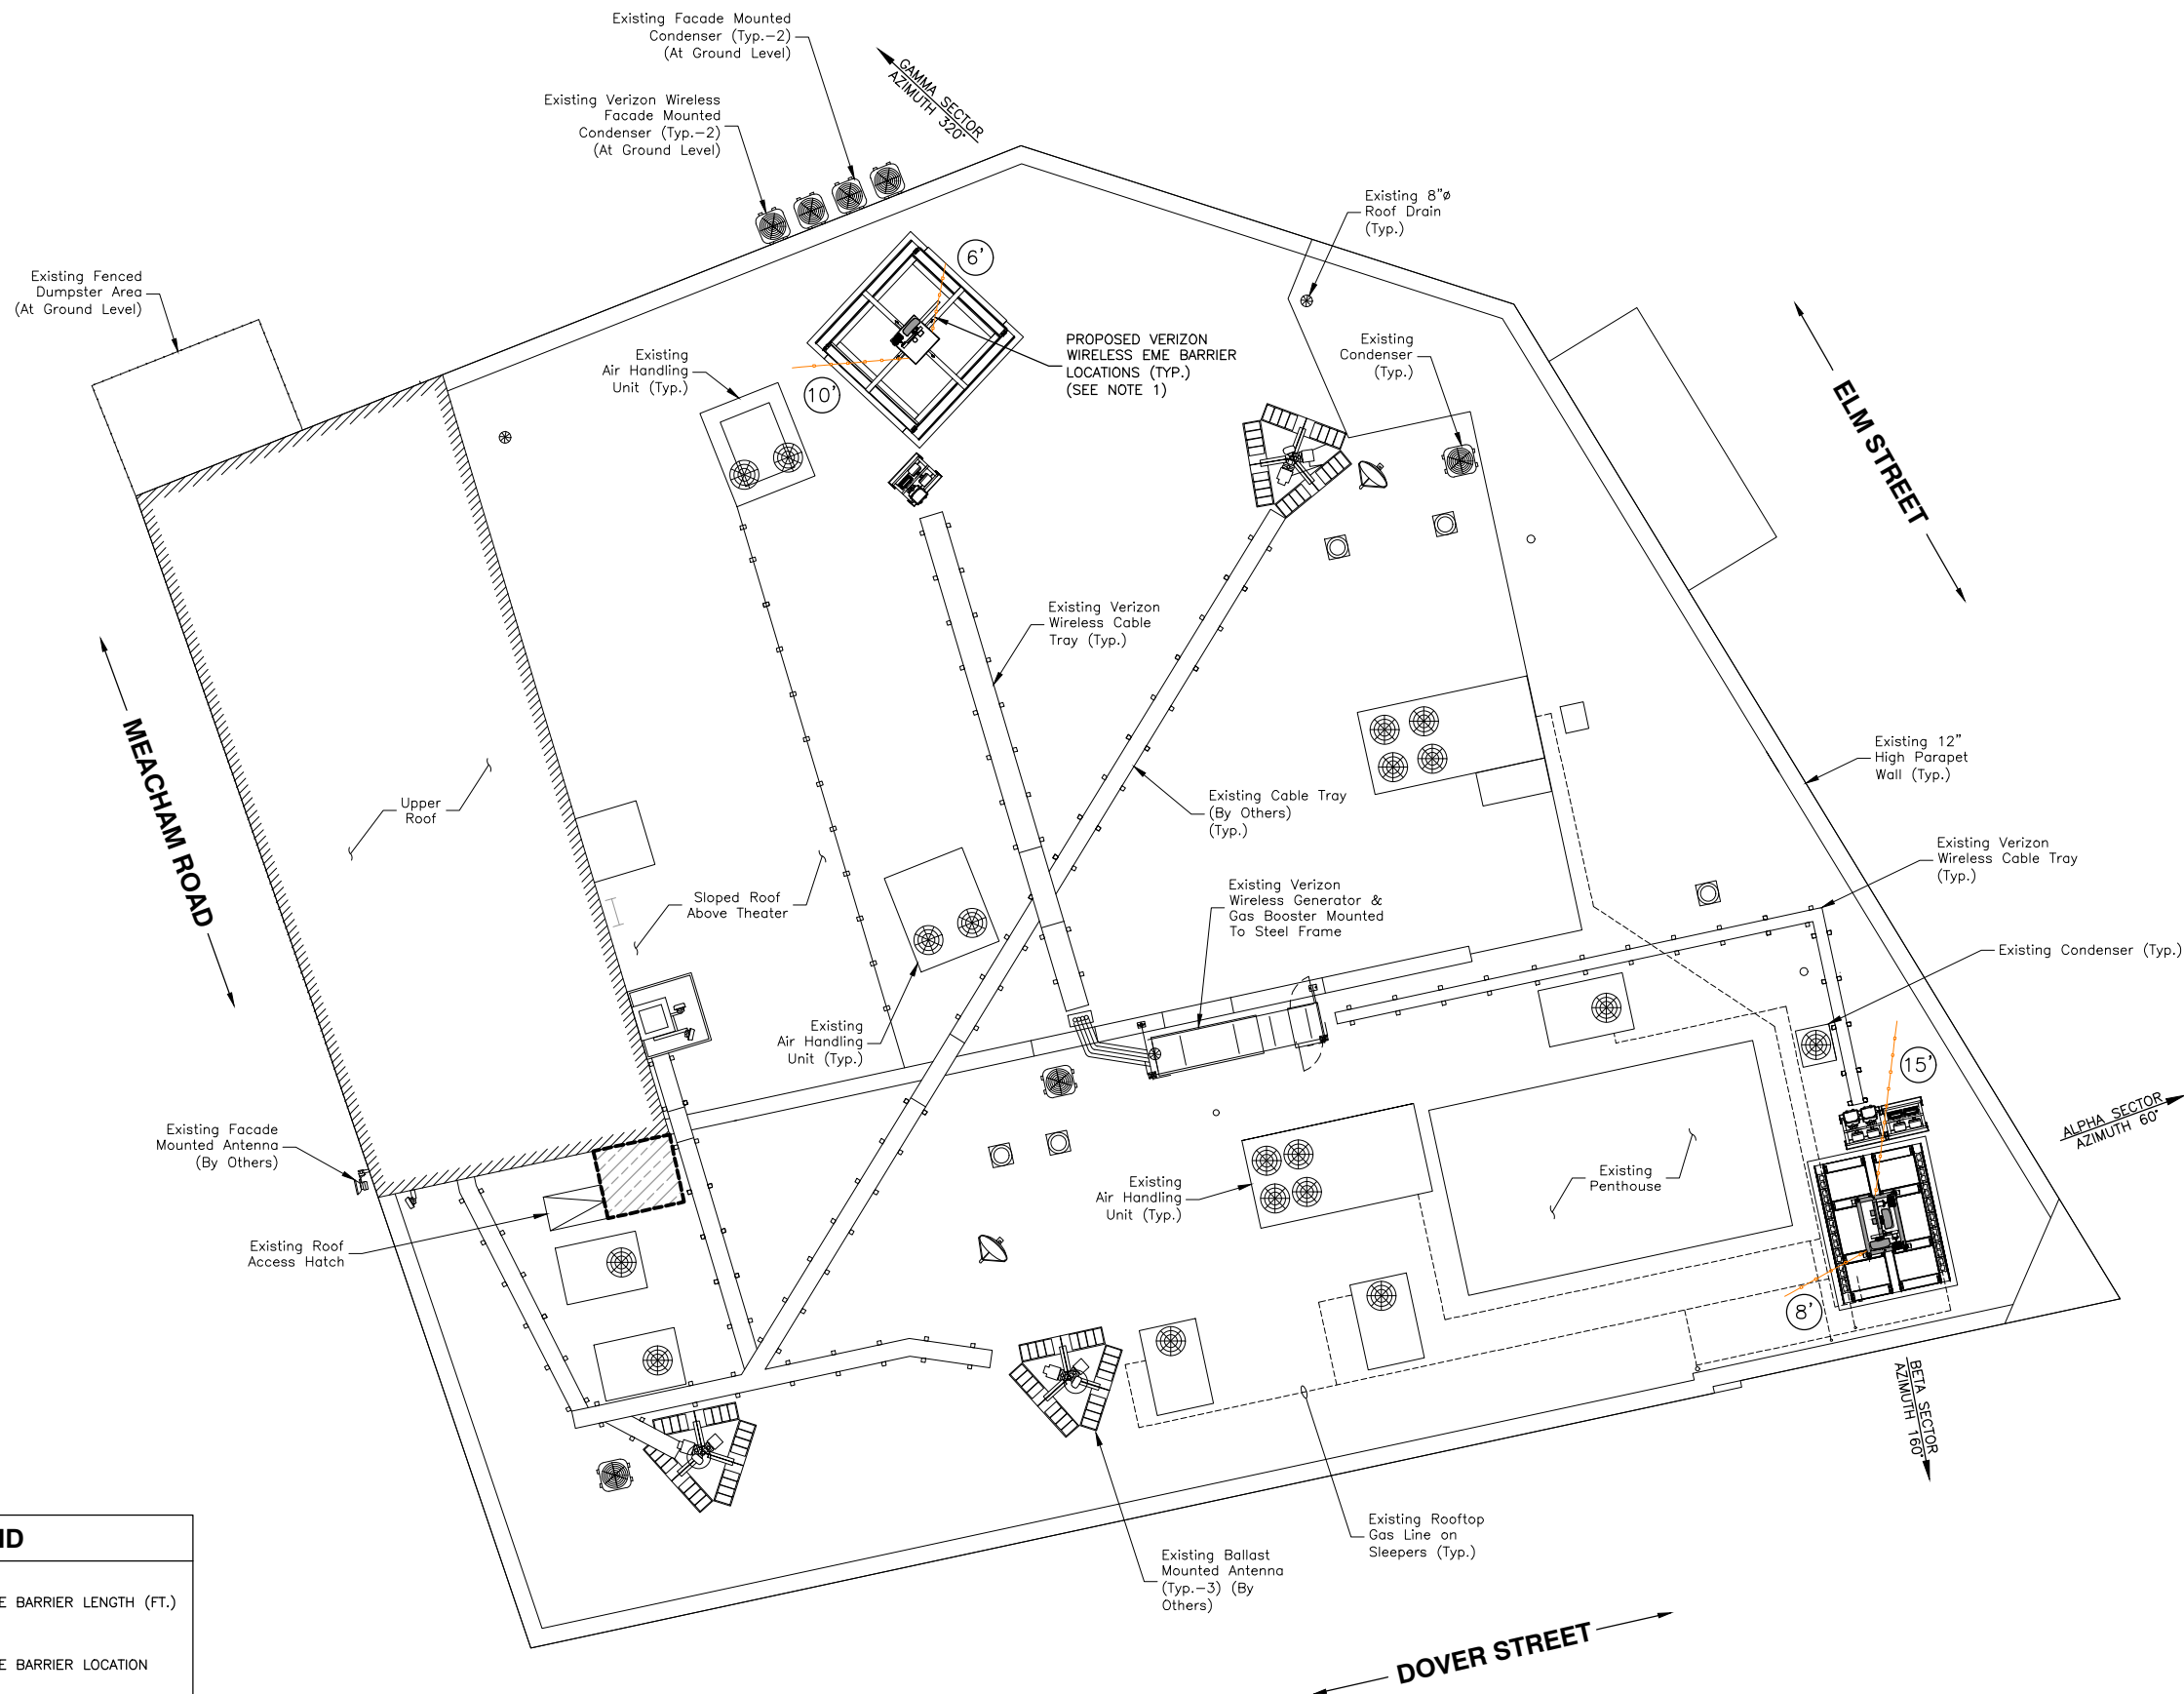 Existing Facade Mounted
Condenser (Typ.-2)
(At Ground Level)
GAMMA SECTOR
AZIMUTH 320°
Existing Verizon Wireless
Facade Mounted
Condenser (Typ.-2)
(At Ground Level)
Existing 8"ø
Roof Drain
(Typ.)
6'
Existing Fenced
Dumpster Area
(At Ground Level)
PROPOSED VERIZON
WIRELESS EME BARRIER
LOCATIONS (TYP.)
(SEE NOTE 1)
Existing
Condenser
(Typ.)
Existing
Air Handling
Unit (Typ.)
10'
ELM STREET
Existing Verizon
Wireless Cable
Tray (Typ.)
MEACHAM ROAD
Existing 12"
High Parapet
Wall (Typ.)
Upper
Roof
Existing Cable Tray
(By Others)
(Typ.)
Existing Verizon
Wireless Cable Tray
(Typ.)
Sloped Roof
Above Theater
Existing Verizon
Wireless Generator &
Gas Booster Mounted
To Steel Frame
Existing Condenser (Typ.)
Existing
Air Handling
Unit (Typ.)
15'
ALPHA SECTOR
AZIMUTH 60°
Existing Facade
Mounted Antenna
(By Others)
Existing
Air Handling
Unit (Typ.)
Existing
Penthouse
Existing Roof
Access Hatch
8'
BETA SECTOR
AZIMUTH 160°
Existing Rooftop
Gas Line on
Sleepers (Typ.)
Existing Ballast
Mounted Antenna
(Typ.-3) (By
Others)
DOVER STREET
ND
E BARRIER LENGTH (FT.)
E BARRIER LOCATION